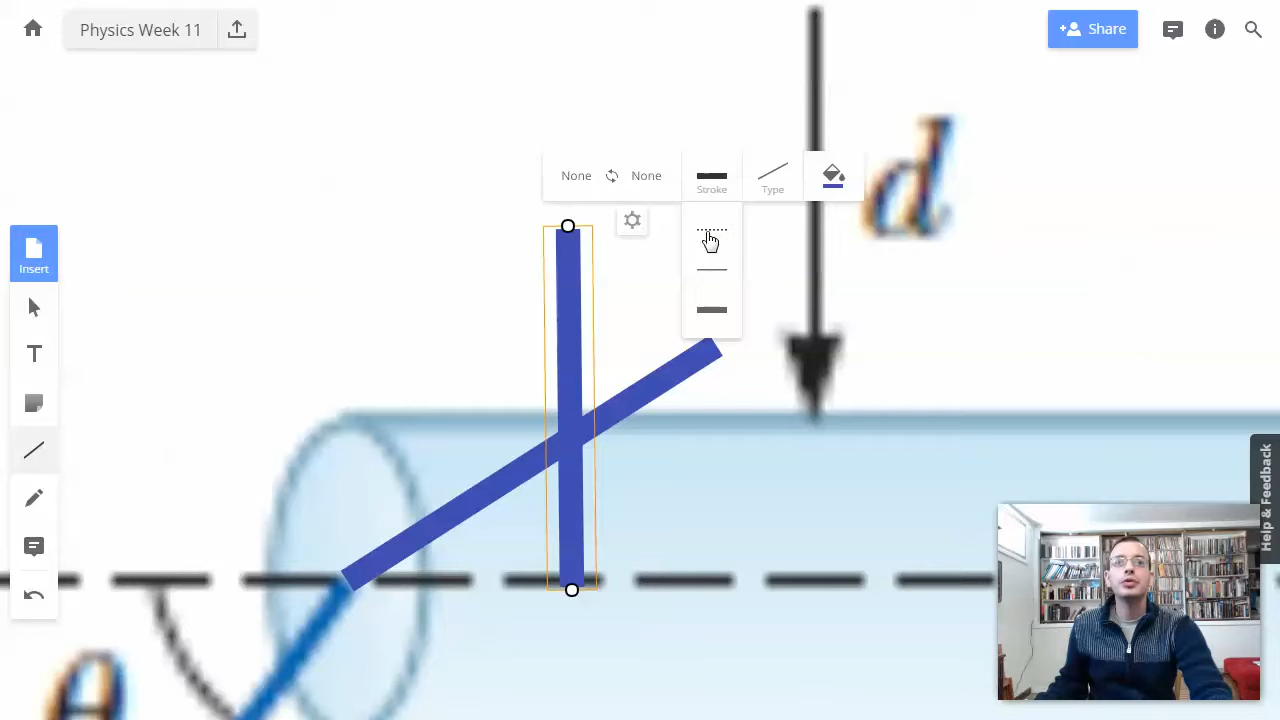 Physics Week 11
Share
None
None
Stroke
Type
d
Insert
T
Help & Feedback
θ